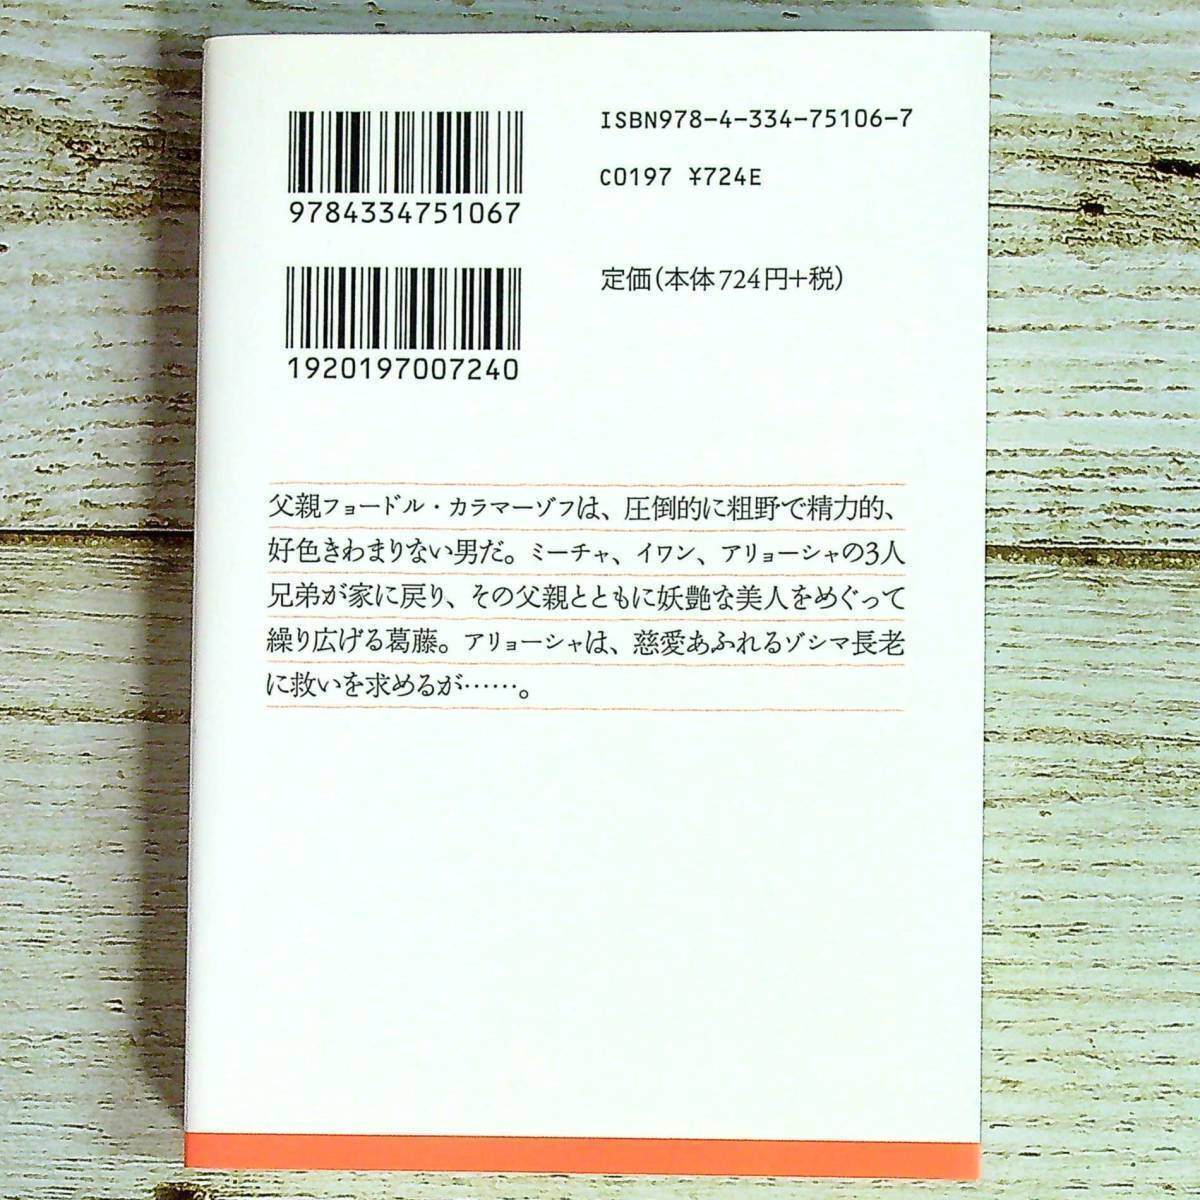 9784334751067
ISBN978-4-334-75106-7
C0197 ¥724E
1920197007240
定価(本体724円+税)
父親フョードル・カラマーゾフは、圧倒的に粗野で精力的、
好色きわまりない男だ。ミーチャ、イワン、アリョーシャの3人
兄弟が家に戻り、その父親とともに妖艶な美人をめぐって
繰り広げる葛藤。アリョーシャは、慈愛あふれるゾシマ長老
に救いを求めるが……。